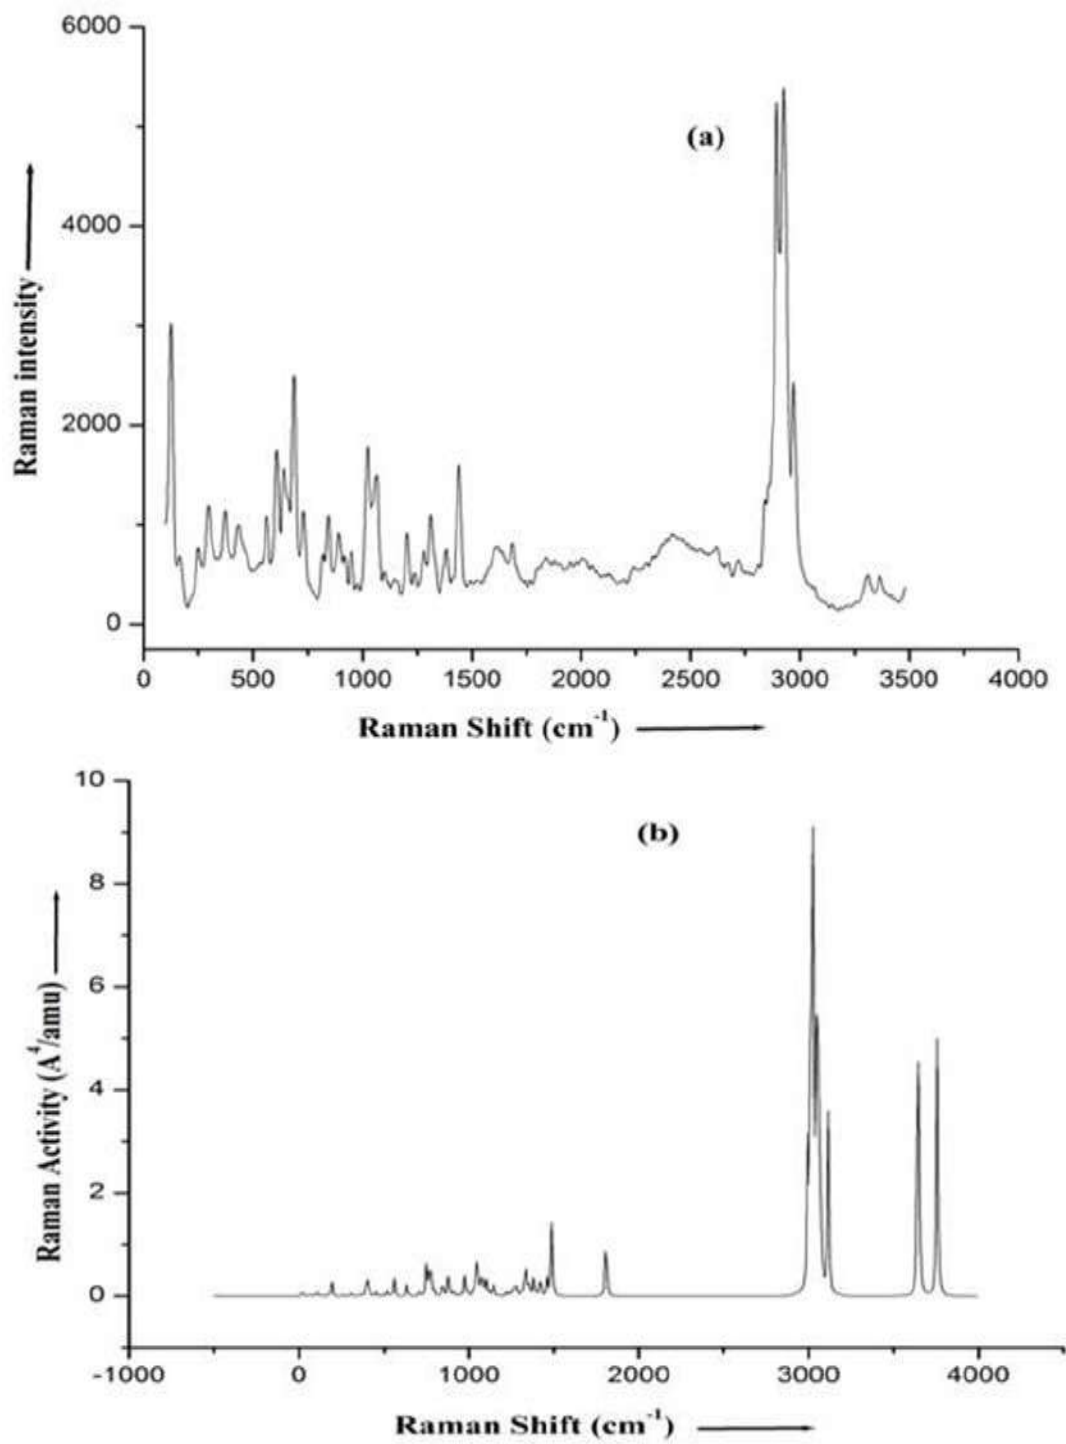 6000
(a)
4000
Raman intensity
2000
0
0 500 1000 1500 2000 2500 3000 3500 4000
Raman Shift (cm⁻¹)
10
(b)
8
6
Raman Activity (A⁴/amu)
4
2
0
-1000 0 1000 2000 3000 4000
Raman Shift (cm⁻¹)